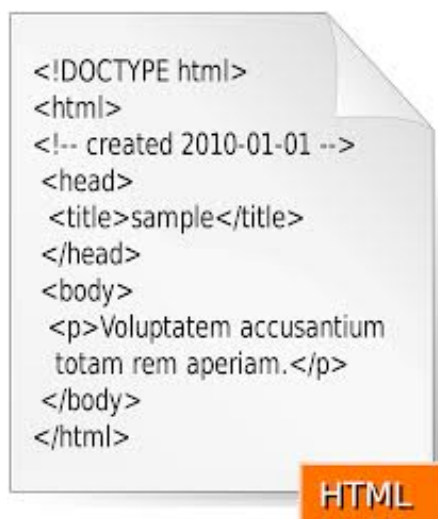 <!DOCTYPE html>
<html>
<!-- created 2010-01-01 -->
<head>
<title>sample</title>
</head>
<body>
<p>Voluptatem accusantium
totam rem aperiam.</p>
</body>
</html>
HTML